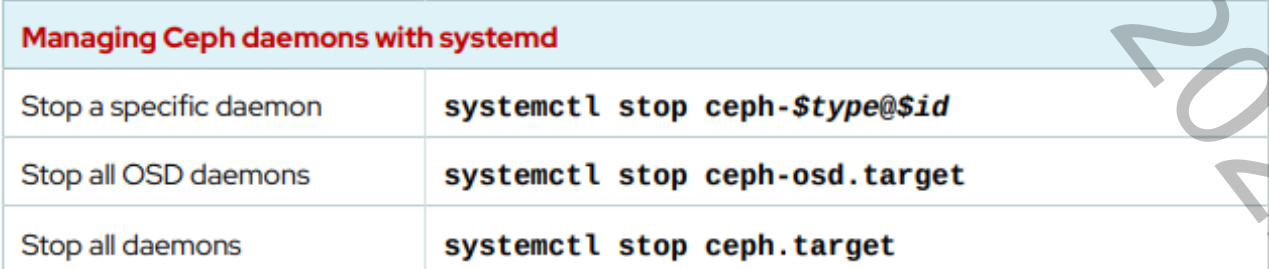 Managing Ceph daemons with systemd
Stop a specific daemon systemctl stop ceph-$type@$id
Stop all OSD daemons systemctl stop ceph-osd.target
Stop all daemons systemctl stop ceph.target
202